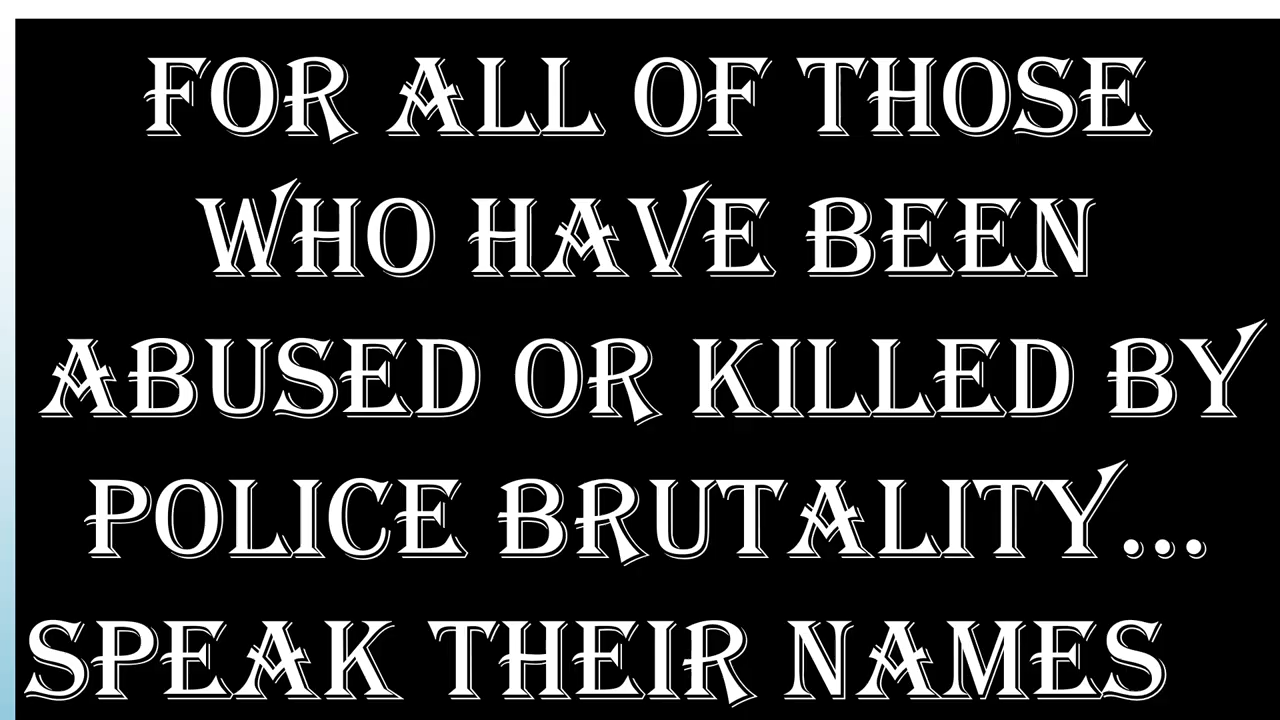 FOR ALL OF THOSE
WHO HAVE BEEN
ABUSED OR KILLED BY
POLICE BRUTALITY...
SPEAK THEIR NAMES